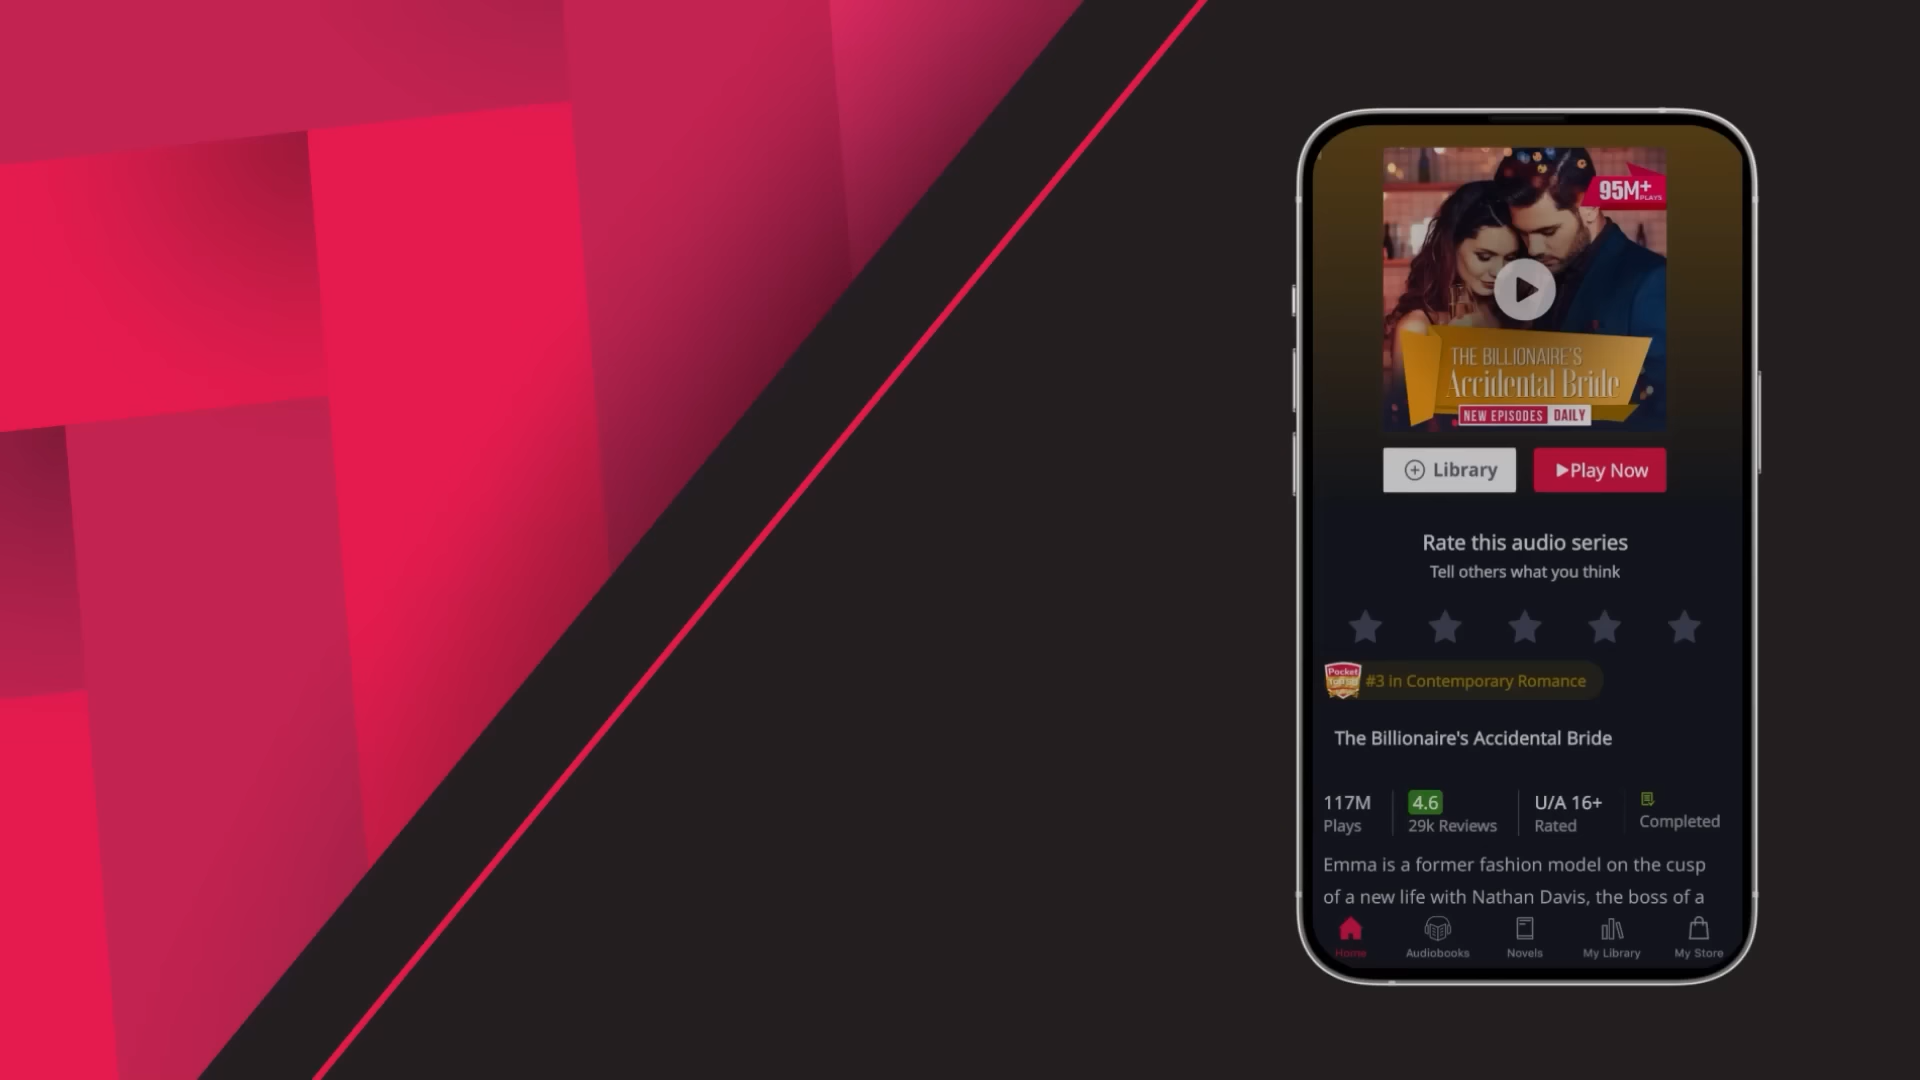 95M+
PLAYS
THE BILLIONAIRE'S
Accidental Bride
NEW EPISODES DAILY
Library
Play Now
Rate this audio series
Tell others what you think
Pocket
#3 in Contemporary Romance
The Billionaire's Accidental Bride
117M 4.6 U/A 16+
Plays 29k Reviews Rated Completed
Emma is a former fashion model on the cusp
of a new life with Nathan Davis, the boss of a
Home Audiobooks Novels My Library My Store